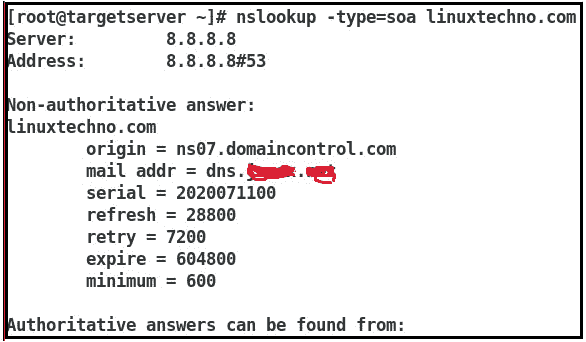 [root@targetserver ~]# nslookup -type=soa linuxtechno.com
Server:         8.8.8.8
Address:        8.8.8.8#53
Non-authoritative answer:
linuxtechno.com
        origin = ns07.domaincontrol.com
        mail addr = dns.
        serial = 2020071100
        refresh = 28800
        retry = 7200
        expire = 604800
        minimum = 600
Authoritative answers can be found from: